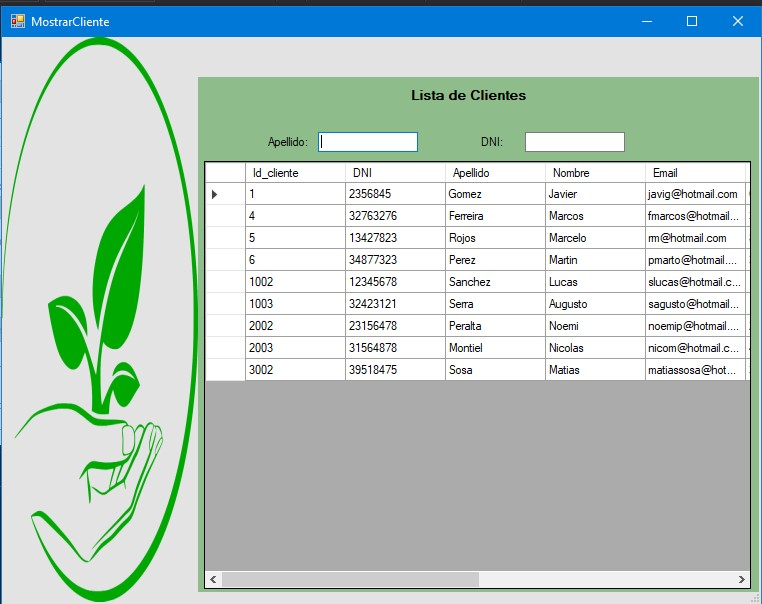 MostrarCliente
Lista de Clientes
Apellido: DNI:
Id_cliente DNI Apellido Nombre Email
1 2356845 Gomez Javier javig@hotmail.com
4 32763276 Ferreira Marcos fmarcos@hotmail...
5 13427823 Rojos Marcelo rm@hotmail.com
6 34877323 Perez Martin pmarto@hotmail....
1002 12345678 Sanchez Lucas slucas@hotmail.c...
1003 32423121 Serra Augusto sagusto@hotmail....
2002 23156478 Peralta Noemi noemip@hotmail....
2003 31564878 Montiel Nicolas nicom@hotmail.c...
3002 39518475 Sosa Matias matiassosa@hot...